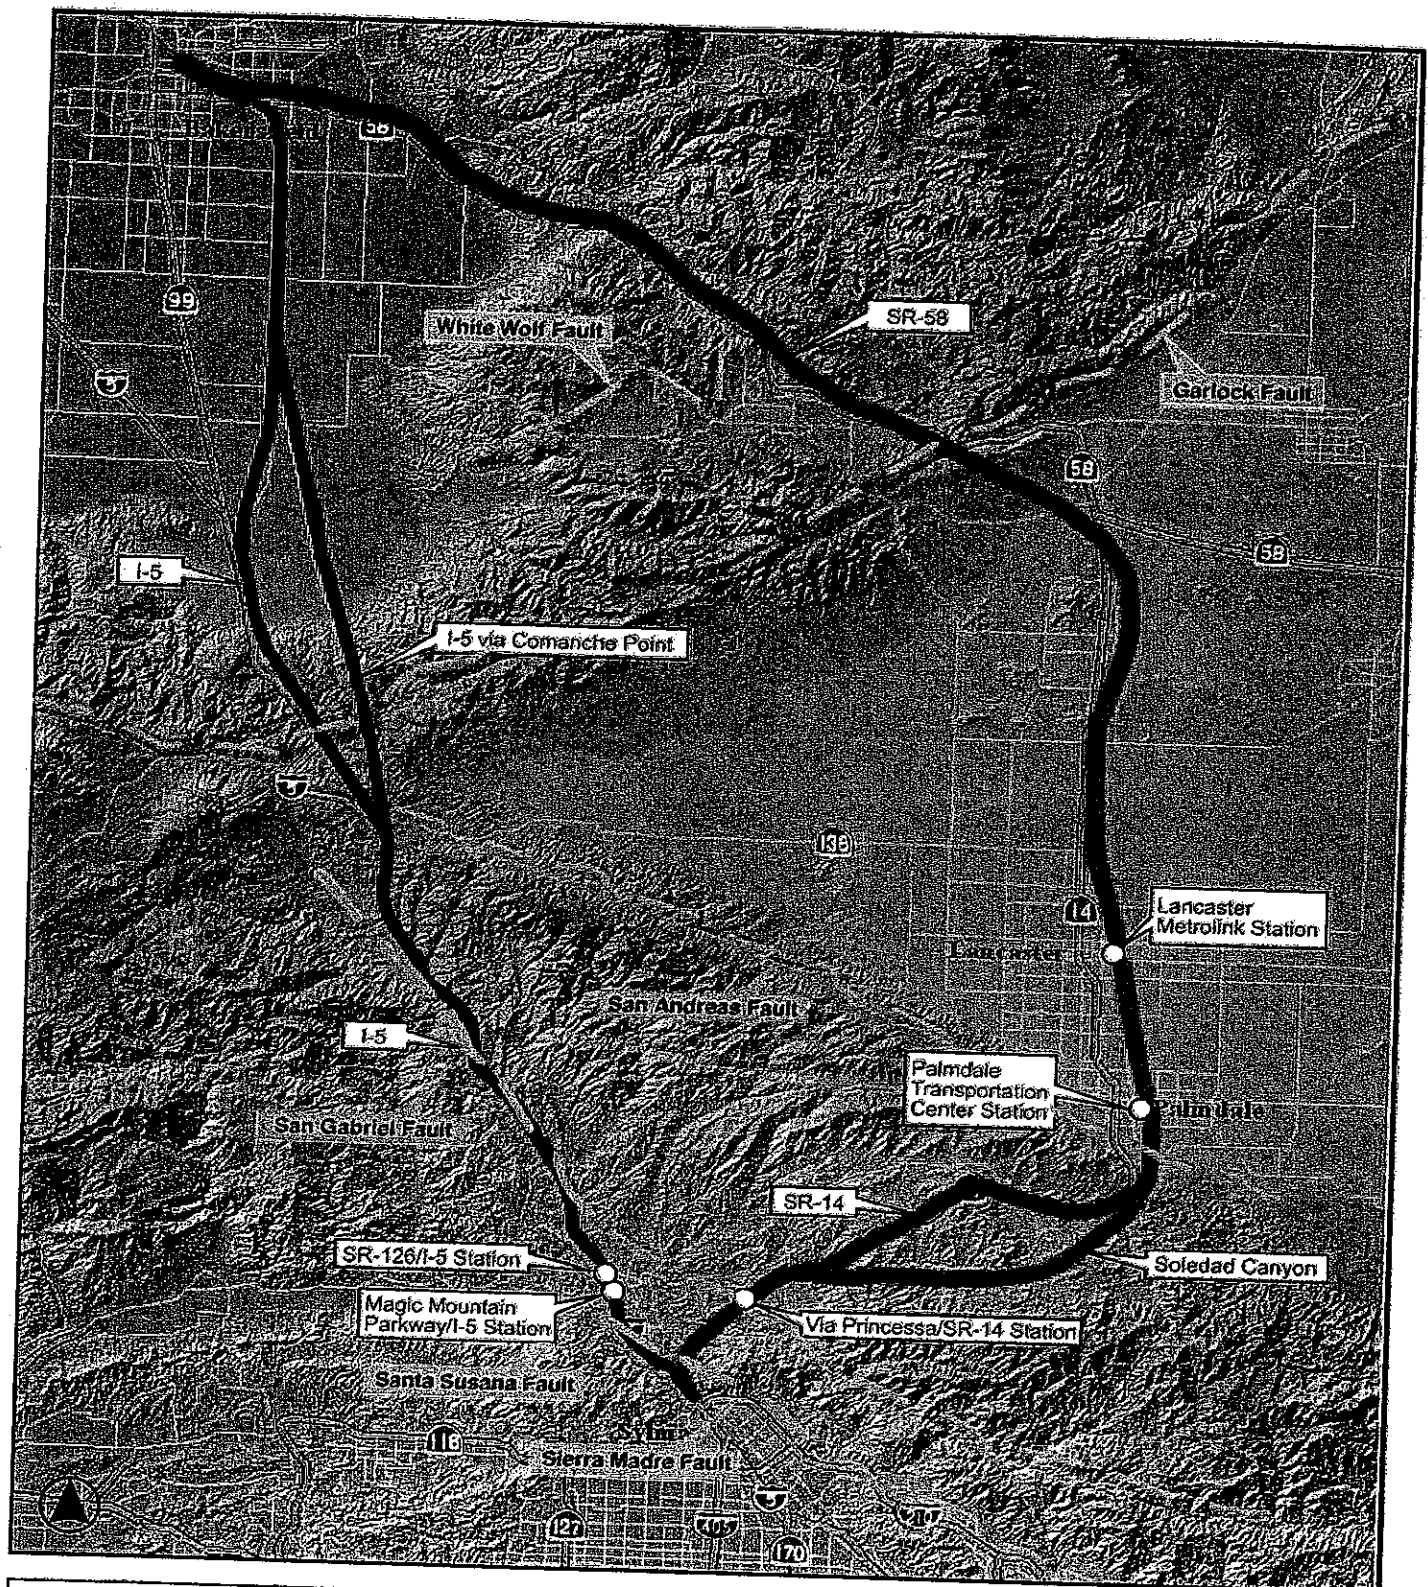 58
99
SR-58
White Wolf Fault
5
Garlock Fault
58
58
I-5
I-5 via Comanche Point
5
138
14
Lancaster
Metrolink Station
Lancaster
San Andreas Fault
I-5
Palmdale
Transportation
Center Station
Palmdale
San Gabriel Fault
SR-14
SR-126/I-5 Station
Soledad Canyon
Magic Mountain
Parkway/I-5 Station
Via Princessa/SR-14 Station
Santa Susana Fault
118
Sylmar
Sierra Madre Fault
5
127
405
170